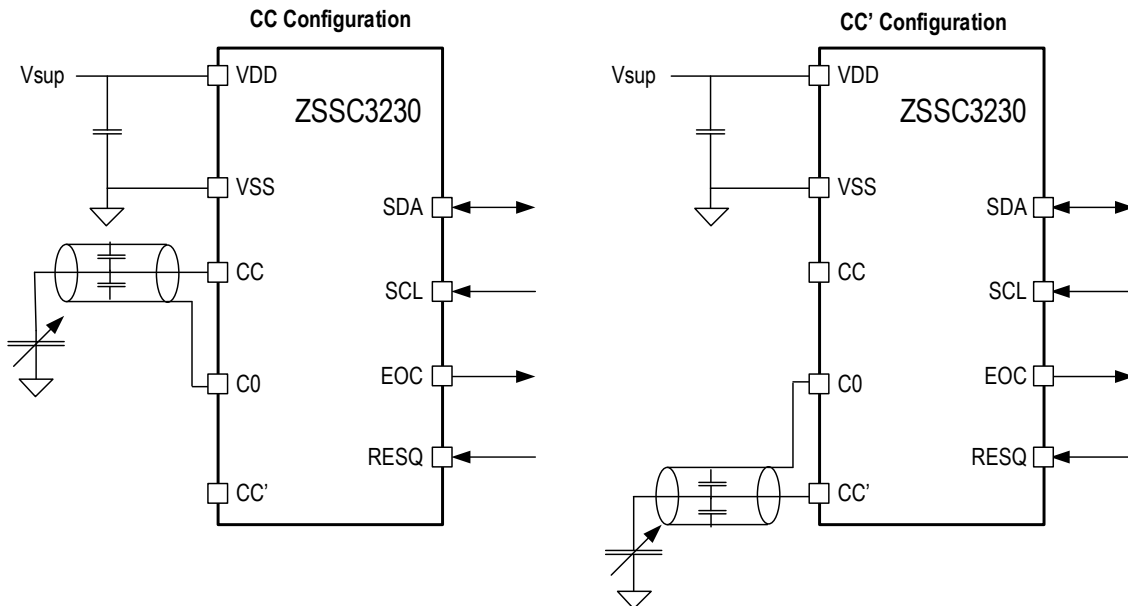 CC Configuration
Vsup
VDD
ZSSC3230
VSS
SDA
CC
SCL
C0
EOC
RESQ
CC’
CC’ Configuration
Vsup
VDD
ZSSC3230
VSS
SDA
CC
SCL
C0
EOC
RESQ
CC’